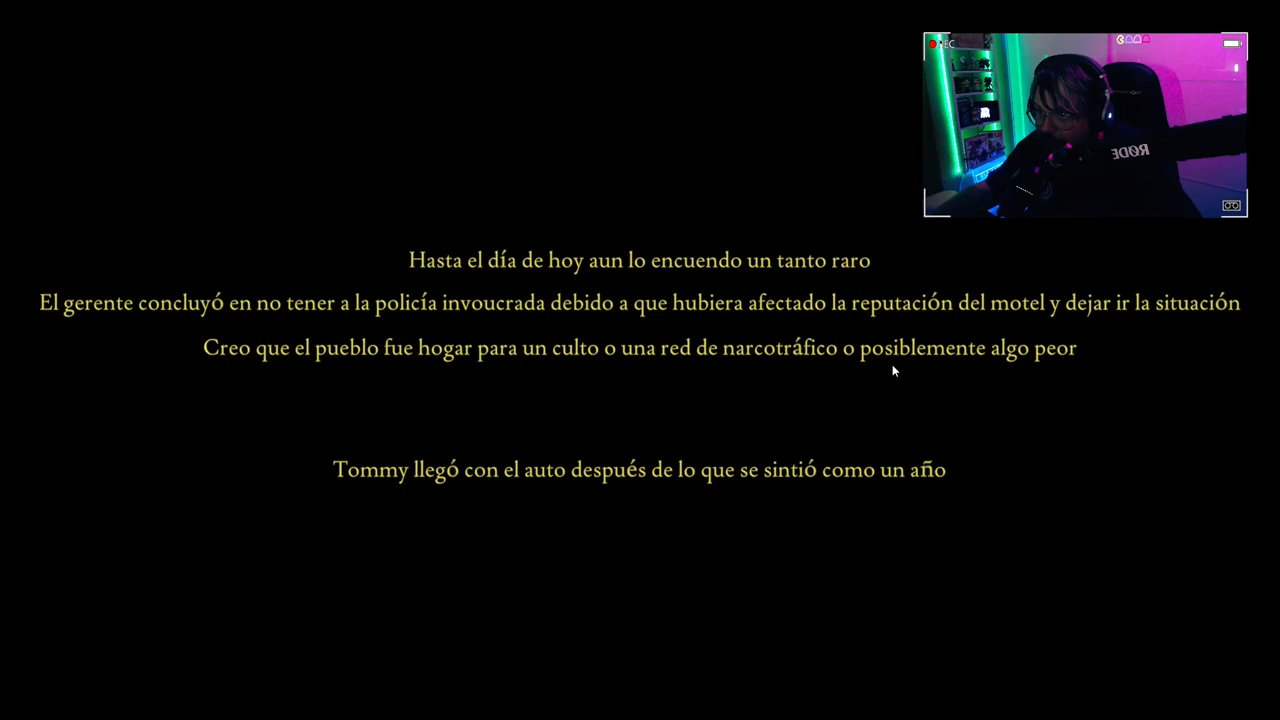 REC
RØDE
Hasta el día de hoy aun lo encuendo un tanto raro
El gerente concluyó en no tener a la policía invoucrada debido a que hubiera afectado la reputación del motel y dejar ir la situación
Creo que el pueblo fue hogar para un culto o una red de narcotráfico o posiblemente algo peor
Tommy llegó con el auto después de lo que se sintió como un año